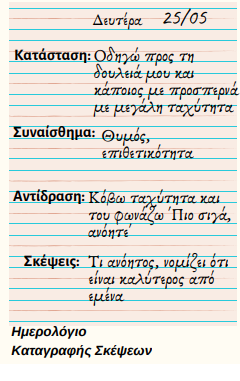 Δευτέρα 25/05
Κατάσταση: Οδηγώ προς τη
δουλειά μου και
κάποιος με προσπερνά
με μεγάλη ταχύτητα
Συναίσθημα: Θυμός,
επιθετικότητα
Αντίδραση: Κόβω ταχύτητα και
του φωνάζω 'Πιο σιγά,
ανόητέ'
Σκέψεις: 'Τι ανόητος, νομίζει ότι
είναι καλύτερος από
εμένα
Ημερολόγιο
Καταγραφής Σκέψεων